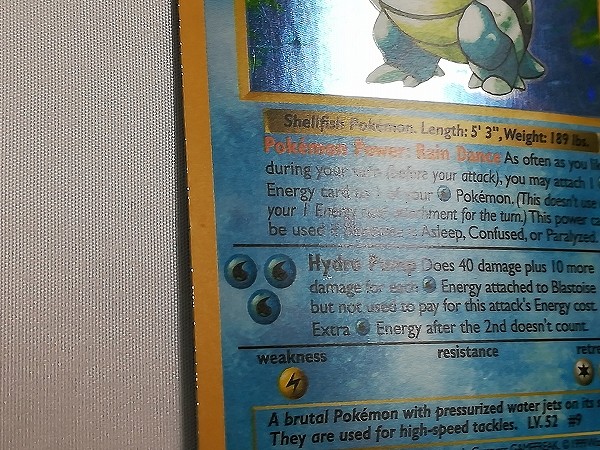 Shellfish Pokémon. Length: 5' 3", Weight: 189 lbs.
Pokémon Power: Rain Dance As often as you
during your turn (before your attack), you may attach 1
Energy card to 1 of your Pokémon. (This doesn't use
your 1 Energy card attachment for the turn.) This power
be used if Blastoise is Asleep, Confused, or Paralyzed.
Hydro Pump Does 40 damage plus 10 more
damage for each Energy attached to Blastoise
but not used to pay for this attack's Energy cost.
Extra Energy after the 2nd doesn't count.
weakness resistance
A brutal Pokémon with pressurized water jets on its
They are used for high-speed tackles. LV. 52 #9